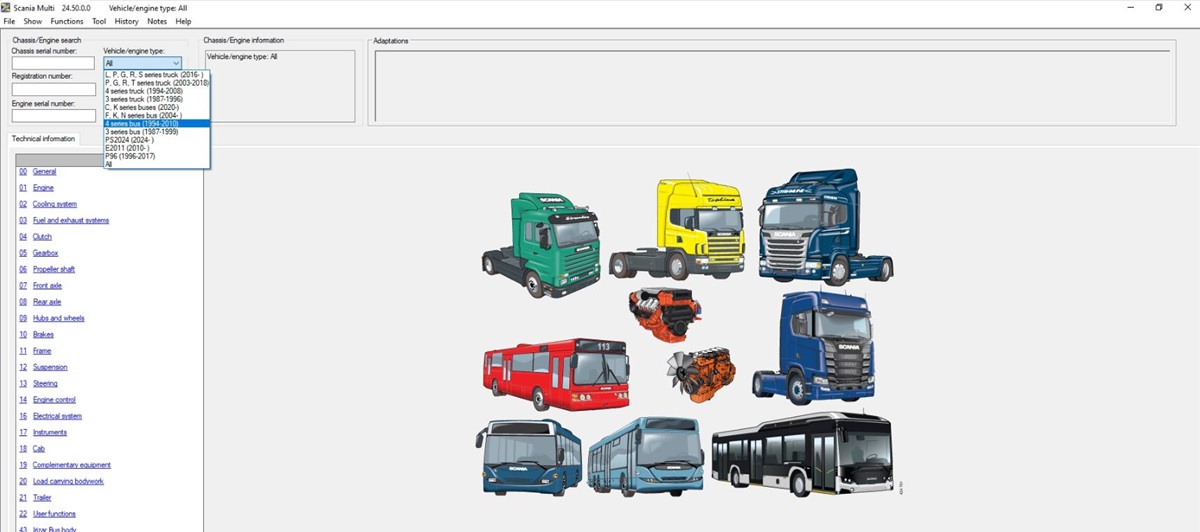 Scania Multi 24.50.0.0 Vehicle/engine type: All
File Show Functions Tool History Notes Help
Chassis/Engine search
Chassis serial number:
Vehicle/engine type:
All
Registration number:
Engine serial number:
L, P, G, R, S series truck (2016- )
P, G, R, T series truck (2003-2018)
4 series truck (1994-2008)
3 series truck (1987-1996)
C, K series buses (2020-)
F, K, N series bus (2004- )
4 series bus (1994-2010)
3 series bus (1987-1999)
PS2024 (2024- )
E2011 (2010- )
P96 (1996-2017)
All
Chassis/Engine information
Vehicle/engine type: All
Adaptations
Technical information
00 General
01 Engine
02 Cooling system
03 Fuel and exhaust systems
04 Clutch
05 Gearbox
06 Propeller shaft
07 Front axle
08 Rear axle
09 Hubs and wheels
10 Brakes
11 Frame
12 Suspension
13 Steering
14 Engine control
16 Electrical system
17 Instruments
18 Cab
19 Complementary equipment
20 Load carrying bodywork
21 Trailer
22 User functions
43 Irizar Bus body
SCANIA
Topline
SCANIA
SCANIA
SCANIA
113
SCANIA
SCANIA